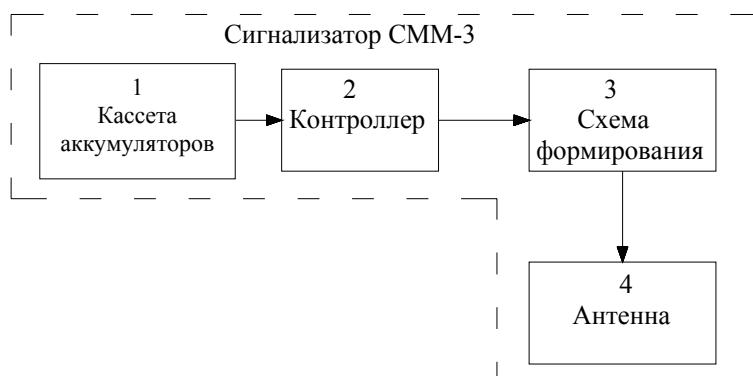 Сигнализатор СММ-3
1
Кассета
аккумуляторов
2
Контроллер
3
Схема
формирования
4
Антенна